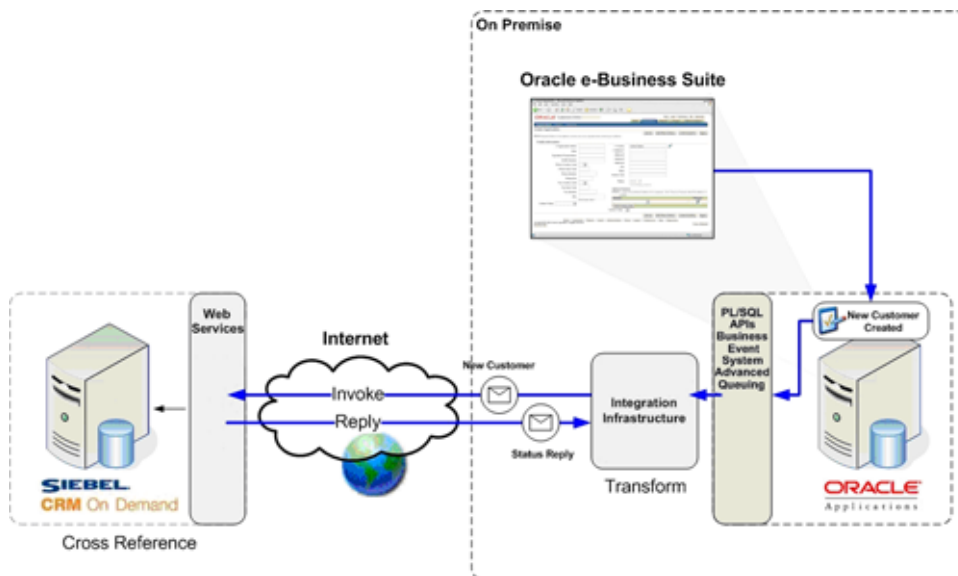 On Premise
Oracle e-Business Suite
ORACLE
Web
Services
Internet
New Customer
Invoke
Reply
Status Reply
Integration
Infrastructure
Transform
PL/SQL
APIs
Business
Event
System
Advanced
Queuing
New Customer
Created
SIEBEL
CRM On Demand
Cross Reference
ORACLE
Applications